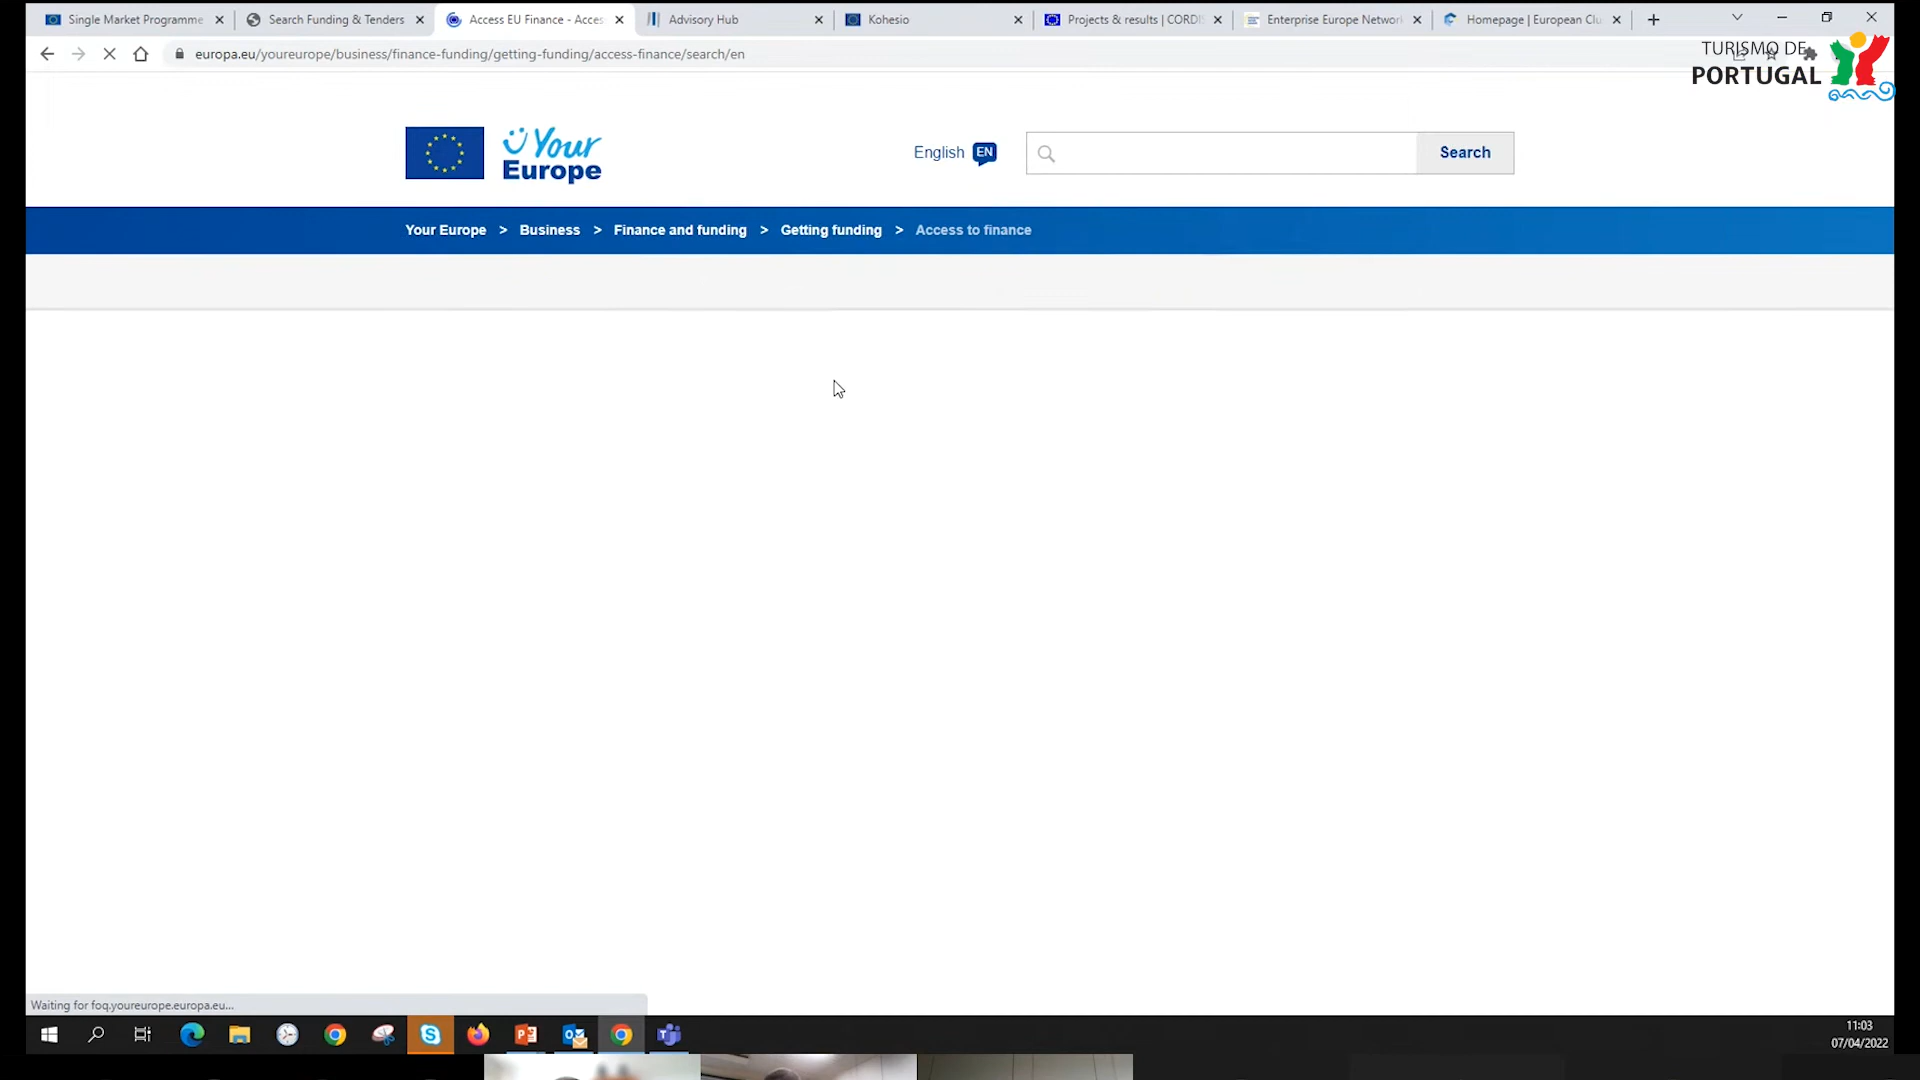 Single Market Programme
Search Funding & Tenders
Access EU Finance - Acces
Advisory Hub
Kohesio
Projects & results | CORDI
Enterprise Europe Network
Homepage | European Clu
europa.eu/youreurope/business/finance-funding/getting-funding/access-finance/search/en
TURISMO DE
PORTUGAL
Your
Europe
English EN
Search
Your Europe > Business > Finance and funding > Getting funding > Access to finance
Waiting for foq.youreurope.europa.eu...
11:03
07/04/2022